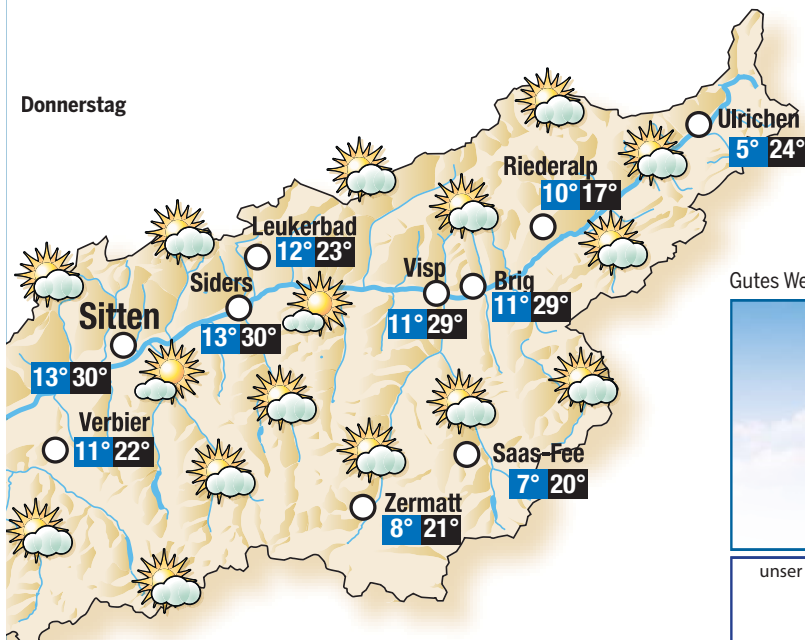 Donnerstag
Ulrichen
5° 24°
Riederalp
10° 17°
Leukerbad
12° 23°
Siders
13° 30°
Visp
11° 29°
Brig
11° 29°
Sitten
13° 30°
Verbier
11° 22°
Saas-Fee
7° 20°
Zermatt
8° 21°
Gutes We
unser